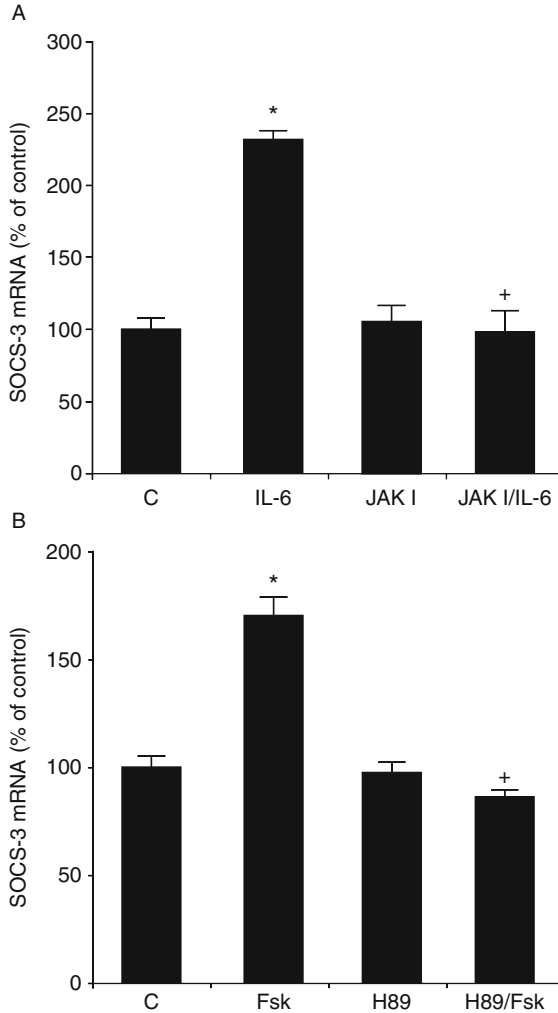 A
SOCS-3 mRNA (% of control)
300
250
200
150
100
50
0
*
+
C IL-6 JAK I JAK I/IL-6
B
SOCS-3 mRNA (% of control)
200
150
100
50
0
*
+
C Fsk H89 H89/Fsk